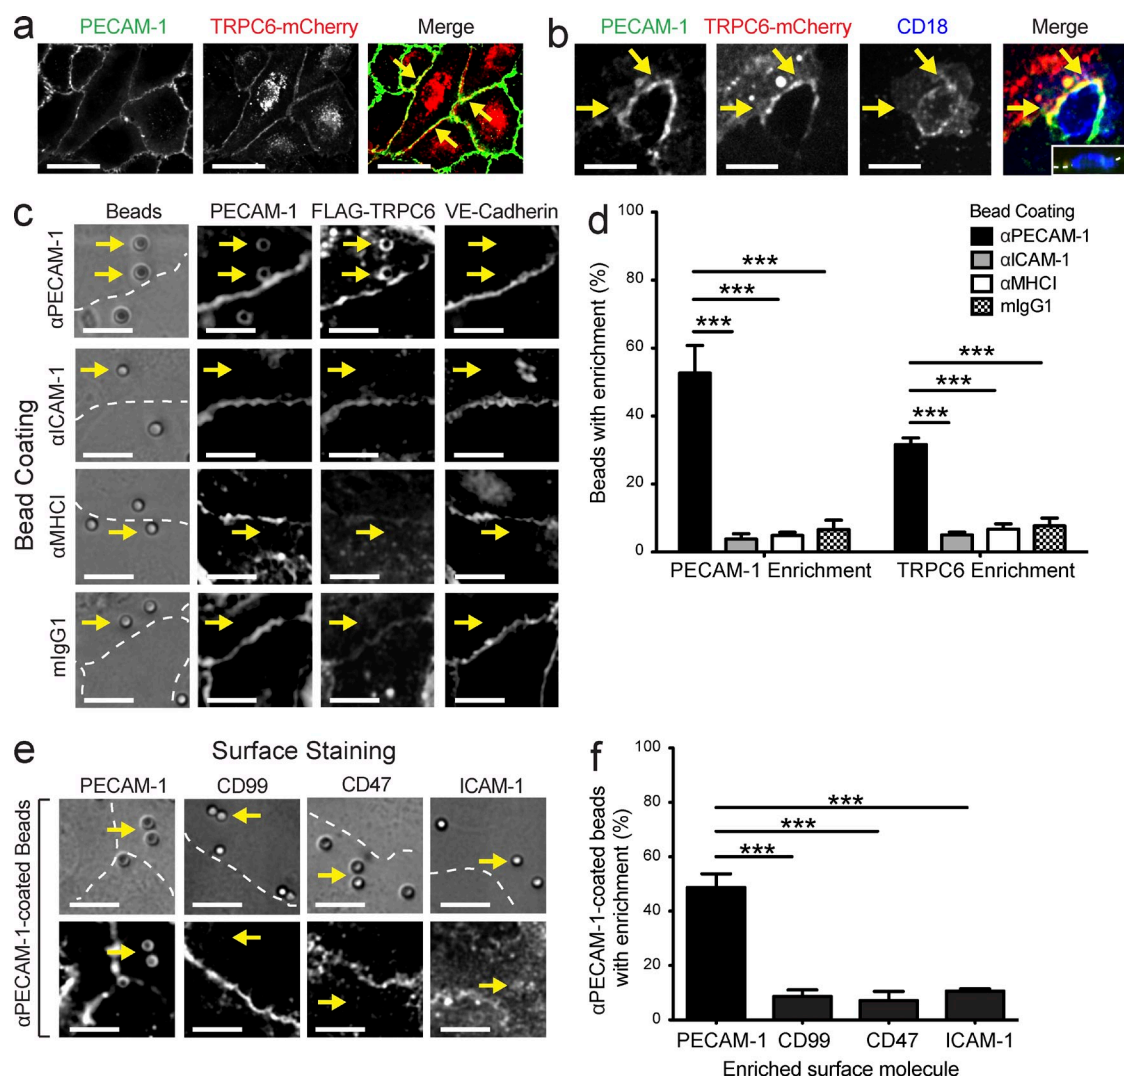 a
PECAM-1 TRPC6-mCherry Merge
b
PECAM-1 TRPC6-mCherry CD18 Merge
c
Beads PECAM-1 FLAG-TRPC6 VE-Cadherin
Bead Coating
αPECAM-1
αICAM-1
αMHCI
mIgG1
d
Beads with enrichment (%)
100
80
60
40
20
0
*** *** ***
*** *** ***
Bead Coating
αPECAM-1
αICAM-1
αMHCI
mIgG1
PECAM-1 Enrichment TRPC6 Enrichment
e
Surface Staining
PECAM-1 CD99 CD47 ICAM-1
αPECAM-1-coated Beads
f
αPECAM-1-coated beads
with enrichment (%)
100
80
60
40
20
0
***
***
***
PECAM-1 CD99 CD47 ICAM-1
Enriched surface molecule